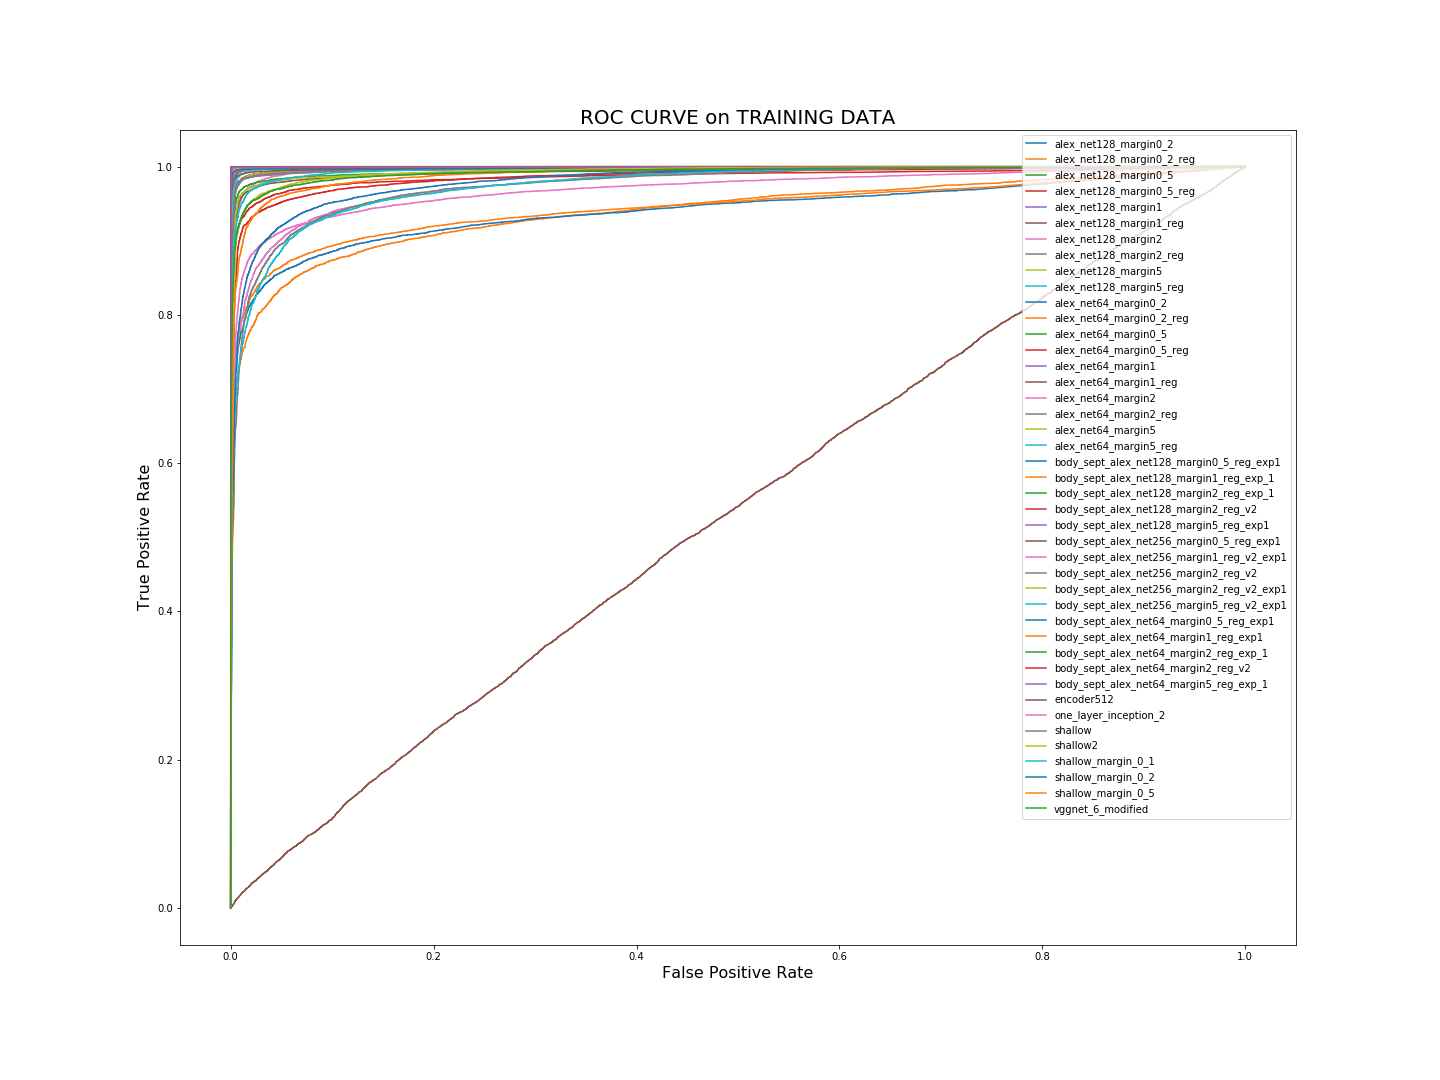 ROC CURVE on TRAINING DATA
True Positive Rate
1.0
0.8
0.6
0.4
0.2
0.0
0.0
0.2
0.4
0.6
0.8
1.0
False Positive Rate
alex_net128_margin0_2
alex_net128_margin0_2_reg
alex_net128_margin0_5
alex_net128_margin0_5_reg
alex_net128_margin1
alex_net128_margin1_reg
alex_net128_margin2
alex_net128_margin2_reg
alex_net128_margin5
alex_net128_margin5_reg
alex_net64_margin0_2
alex_net64_margin0_2_reg
alex_net64_margin0_5
alex_net64_margin0_5_reg
alex_net64_margin1
alex_net64_margin1_reg
alex_net64_margin2
alex_net64_margin2_reg
alex_net64_margin5
alex_net64_margin5_reg
body_sept_alex_net128_margin0_5_reg_exp1
body_sept_alex_net128_margin1_reg_exp_1
body_sept_alex_net128_margin2_reg_exp_1
body_sept_alex_net128_margin2_reg_v2
body_sept_alex_net128_margin5_reg_exp1
body_sept_alex_net256_margin0_5_reg_exp1
body_sept_alex_net256_margin1_reg_v2_exp1
body_sept_alex_net256_margin2_reg_v2
body_sept_alex_net256_margin2_reg_v2_exp1
body_sept_alex_net256_margin5_reg_v2_exp1
body_sept_alex_net64_margin0_5_reg_exp1
body_sept_alex_net64_margin1_reg_exp1
body_sept_alex_net64_margin2_reg_exp_1
body_sept_alex_net64_margin2_reg_v2
body_sept_alex_net64_margin5_reg_exp_1
encoder512
one_layer_inception_2
shallow
shallow2
shallow_margin_0_1
shallow_margin_0_2
shallow_margin_0_5
vggnet_6_modified